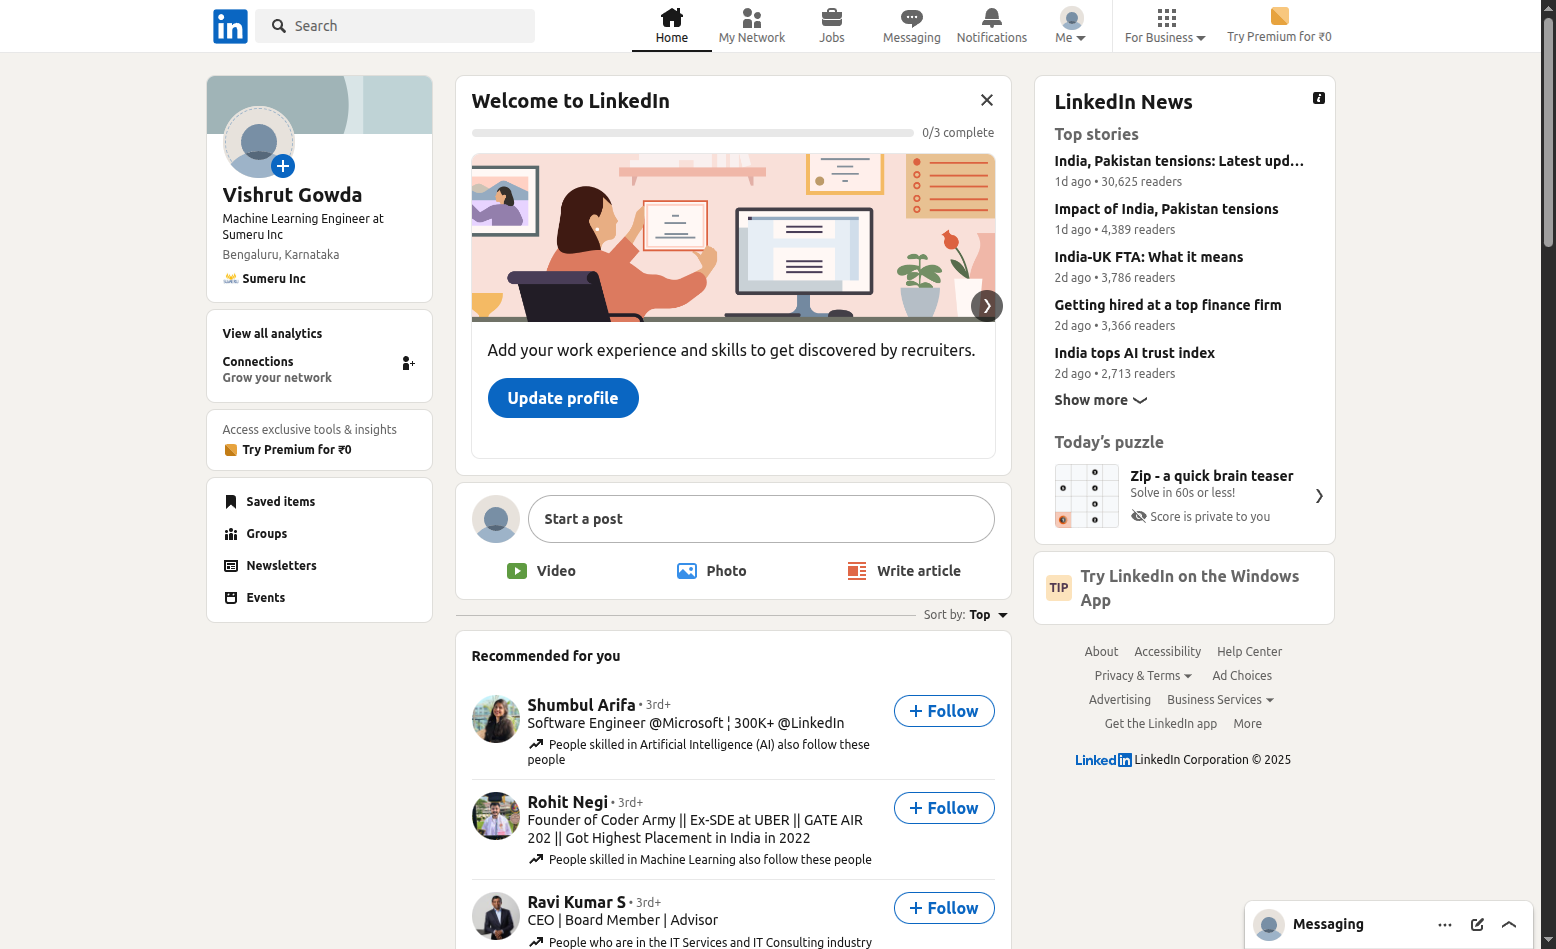 in
Search
Home
My Network
Jobs
Messaging
Notifications
Me
For Business
Try Premium for ₹0
Vishrut Gowda
Machine Learning Engineer at
Sumeru Inc
Bengaluru, Karnataka
Sumeru Inc
View all analytics
Connections
Grow your network
Access exclusive tools & insights
Try Premium for ₹0
Saved items
Groups
Newsletters
Events
Welcome to LinkedIn
0/3 complete
Add your work experience and skills to get discovered by recruiters.
Update profile
Start a post
Video
Photo
Write article
Sort by: Top
Recommended for you
Shumbul Arifa • 3rd+
Software Engineer @Microsoft ¦ 300K+ @LinkedIn
People skilled in Artificial Intelligence (AI) also follow these
people
+ Follow
Rohit Negi • 3rd+
Founder of Coder Army || Ex-SDE at UBER || GATE AIR
202 || Got Highest Placement in India in 2022
People skilled in Machine Learning also follow these people
+ Follow
Ravi Kumar S • 3rd+
CEO | Board Member | Advisor
People who are in the IT Services and IT Consulting industry
+ Follow
LinkedIn News
Top stories
India, Pakistan tensions: Latest upd...
1d ago • 30,625 readers
Impact of India, Pakistan tensions
1d ago • 4,389 readers
India-UK FTA: What it means
2d ago • 3,786 readers
Getting hired at a top finance firm
2d ago • 3,366 readers
India tops AI trust index
2d ago • 2,713 readers
Show more
Today's puzzle
Zip - a quick brain teaser
Solve in 60s or less!
Score is private to you
TIP
Try LinkedIn on the Windows
App
About Accessibility Help Center
Privacy & Terms Ad Choices
Advertising Business Services
Get the LinkedIn app More
LinkedIn LinkedIn Corporation © 2025
Messaging